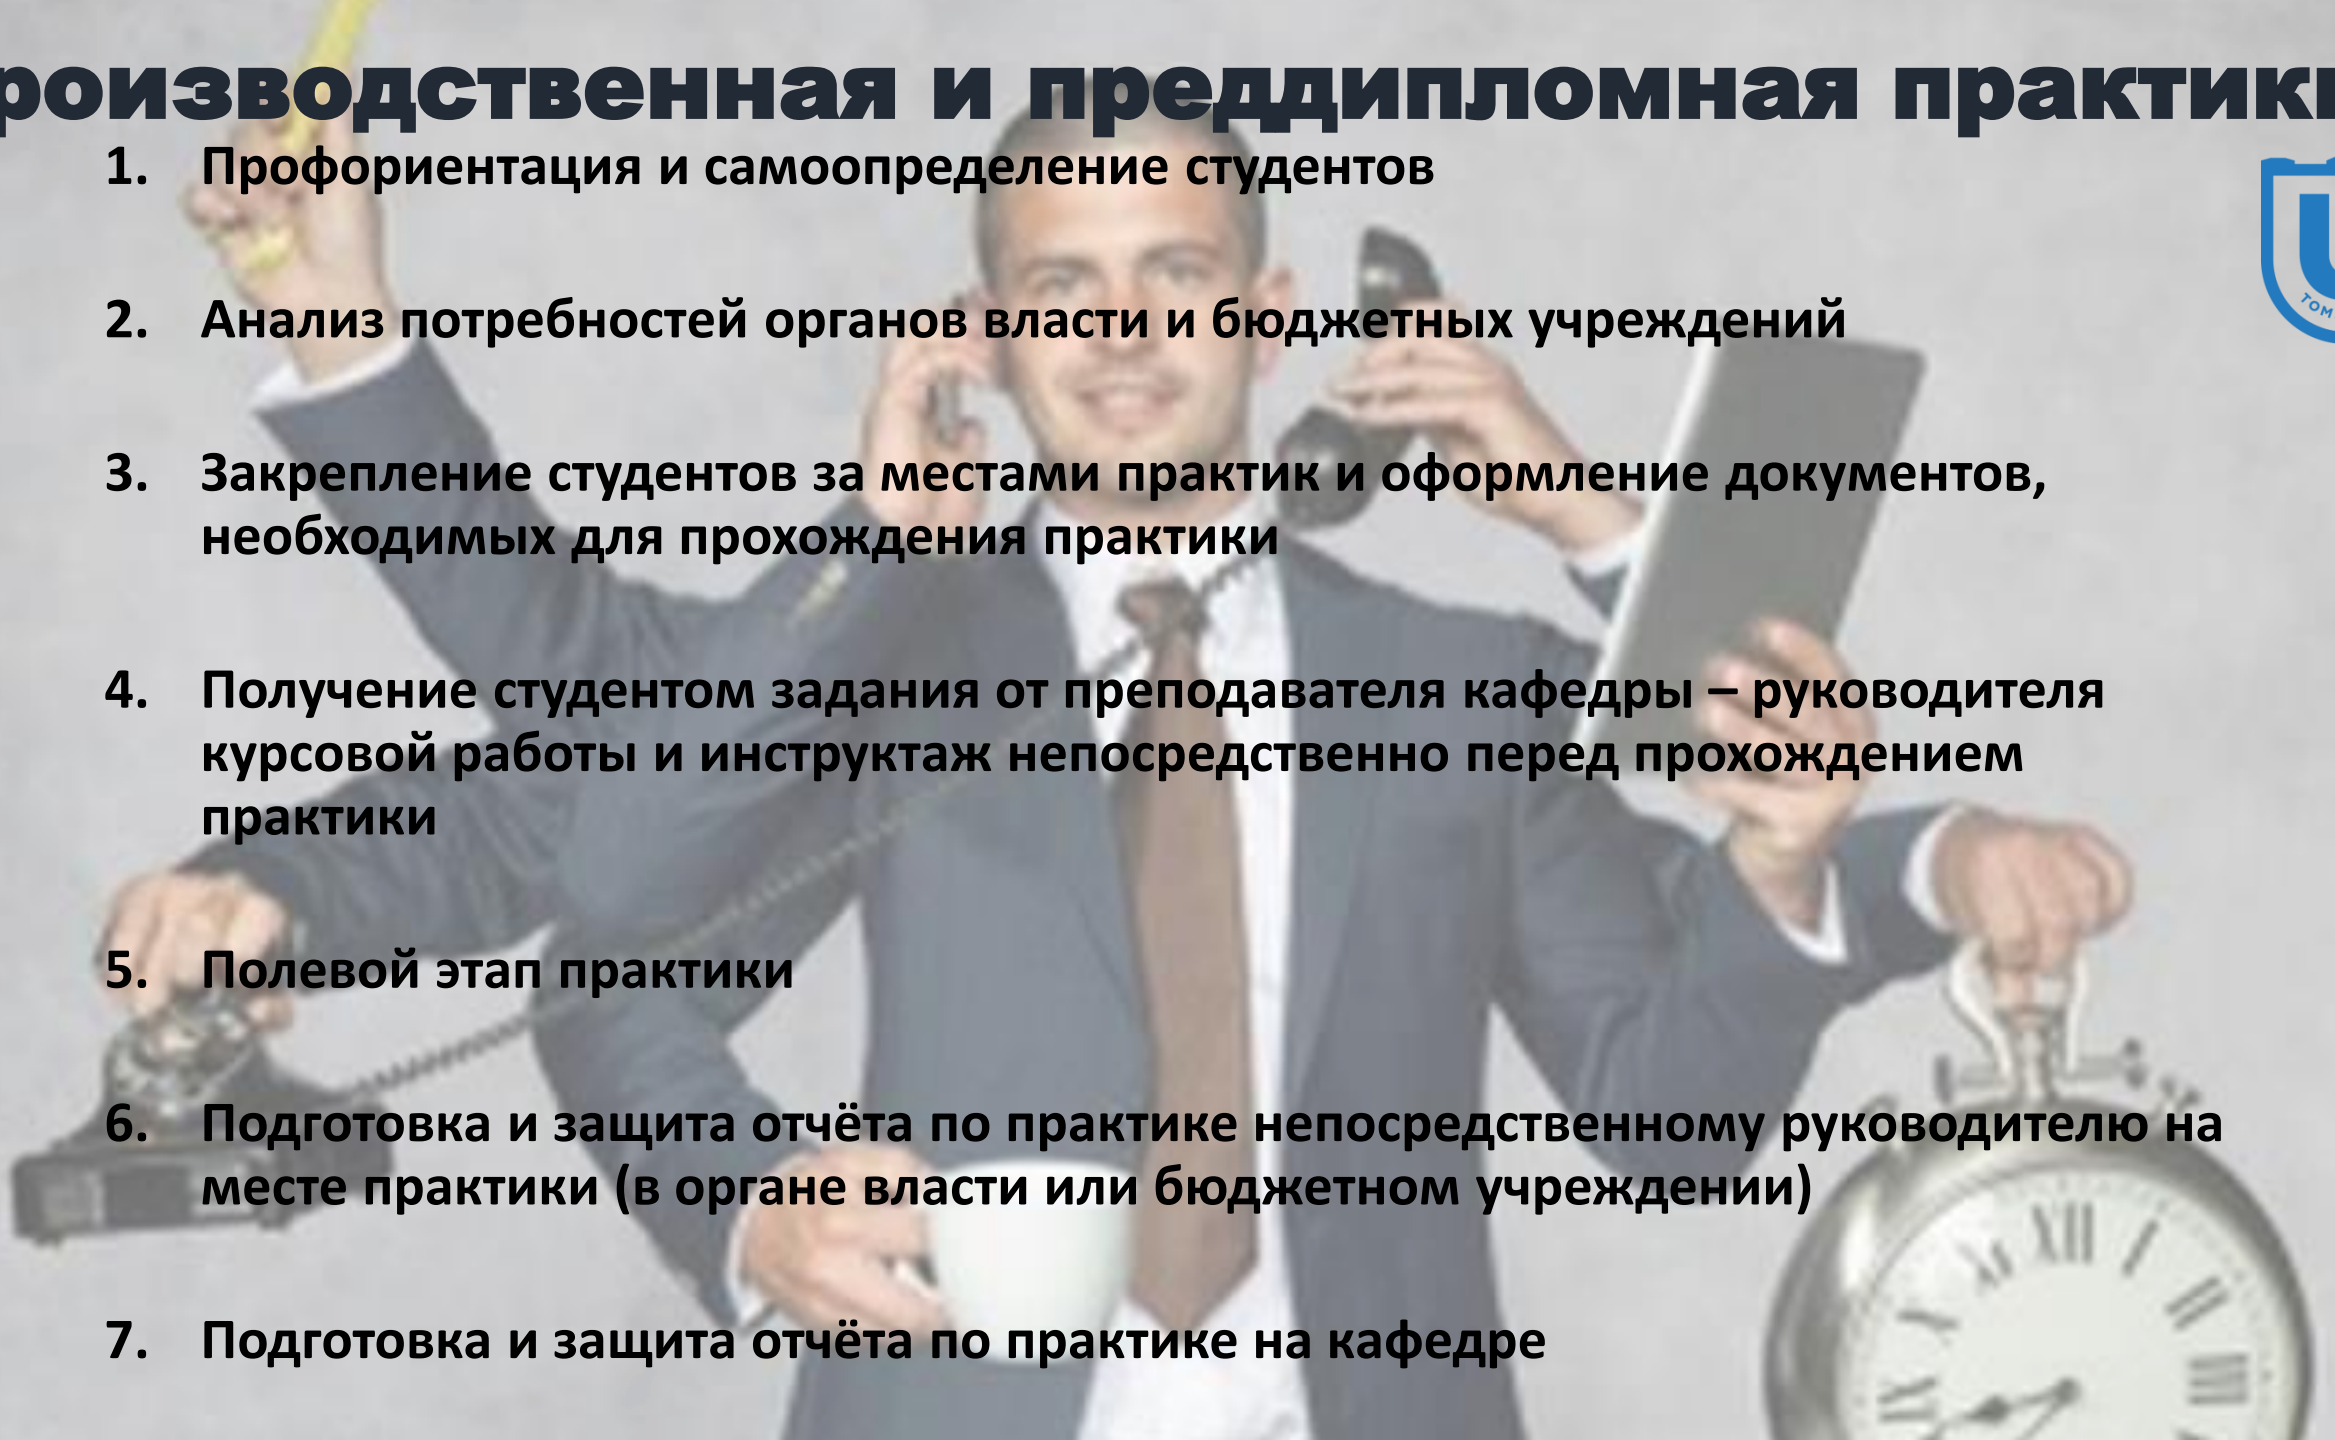 роизводственная и преддипломная практики
1. Профориентация и самоопределение студентов
2. Анализ потребностей органов власти и бюджетных учреждений
3. Закрепление студентов за местами практик и оформление документов,
необходимых для прохождения практики
4. Получение студентом задания от преподавателя кафедры – руководителя
курсовой работы и инструктаж непосредственно перед прохождением
практики
5. Полевой этап практики
6. Подготовка и защита отчёта по практике непосредственному руководителю на
месте практики (в органе власти или бюджетном учреждении)
7. Подготовка и защита отчёта по практике на кафедре